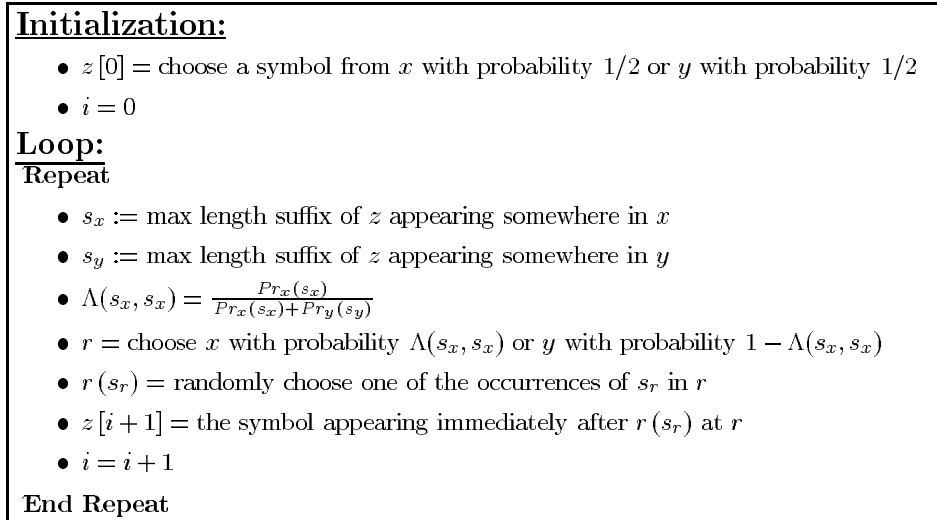 Initialization:
• z [0] = choose a symbol from x with probability 1/2 or y with probability 1/2
• i = 0
Loop:
Repeat
• s_x := max length suffix of z appearing somewhere in x
• s_y := max length suffix of z appearing somewhere in y
• Λ(s_x, s_x) = Pr_x(s_x) / Pr_x(s_x)+Pr_y(s_y)
• r = choose x with probability Λ(s_x, s_x) or y with probability 1 − Λ(s_x, s_x)
• r (s_r) = randomly choose one of the occurrences of s_r in r
• z [i + 1] = the symbol appearing immediately after r (s_r) at r
• i = i + 1
End Repeat